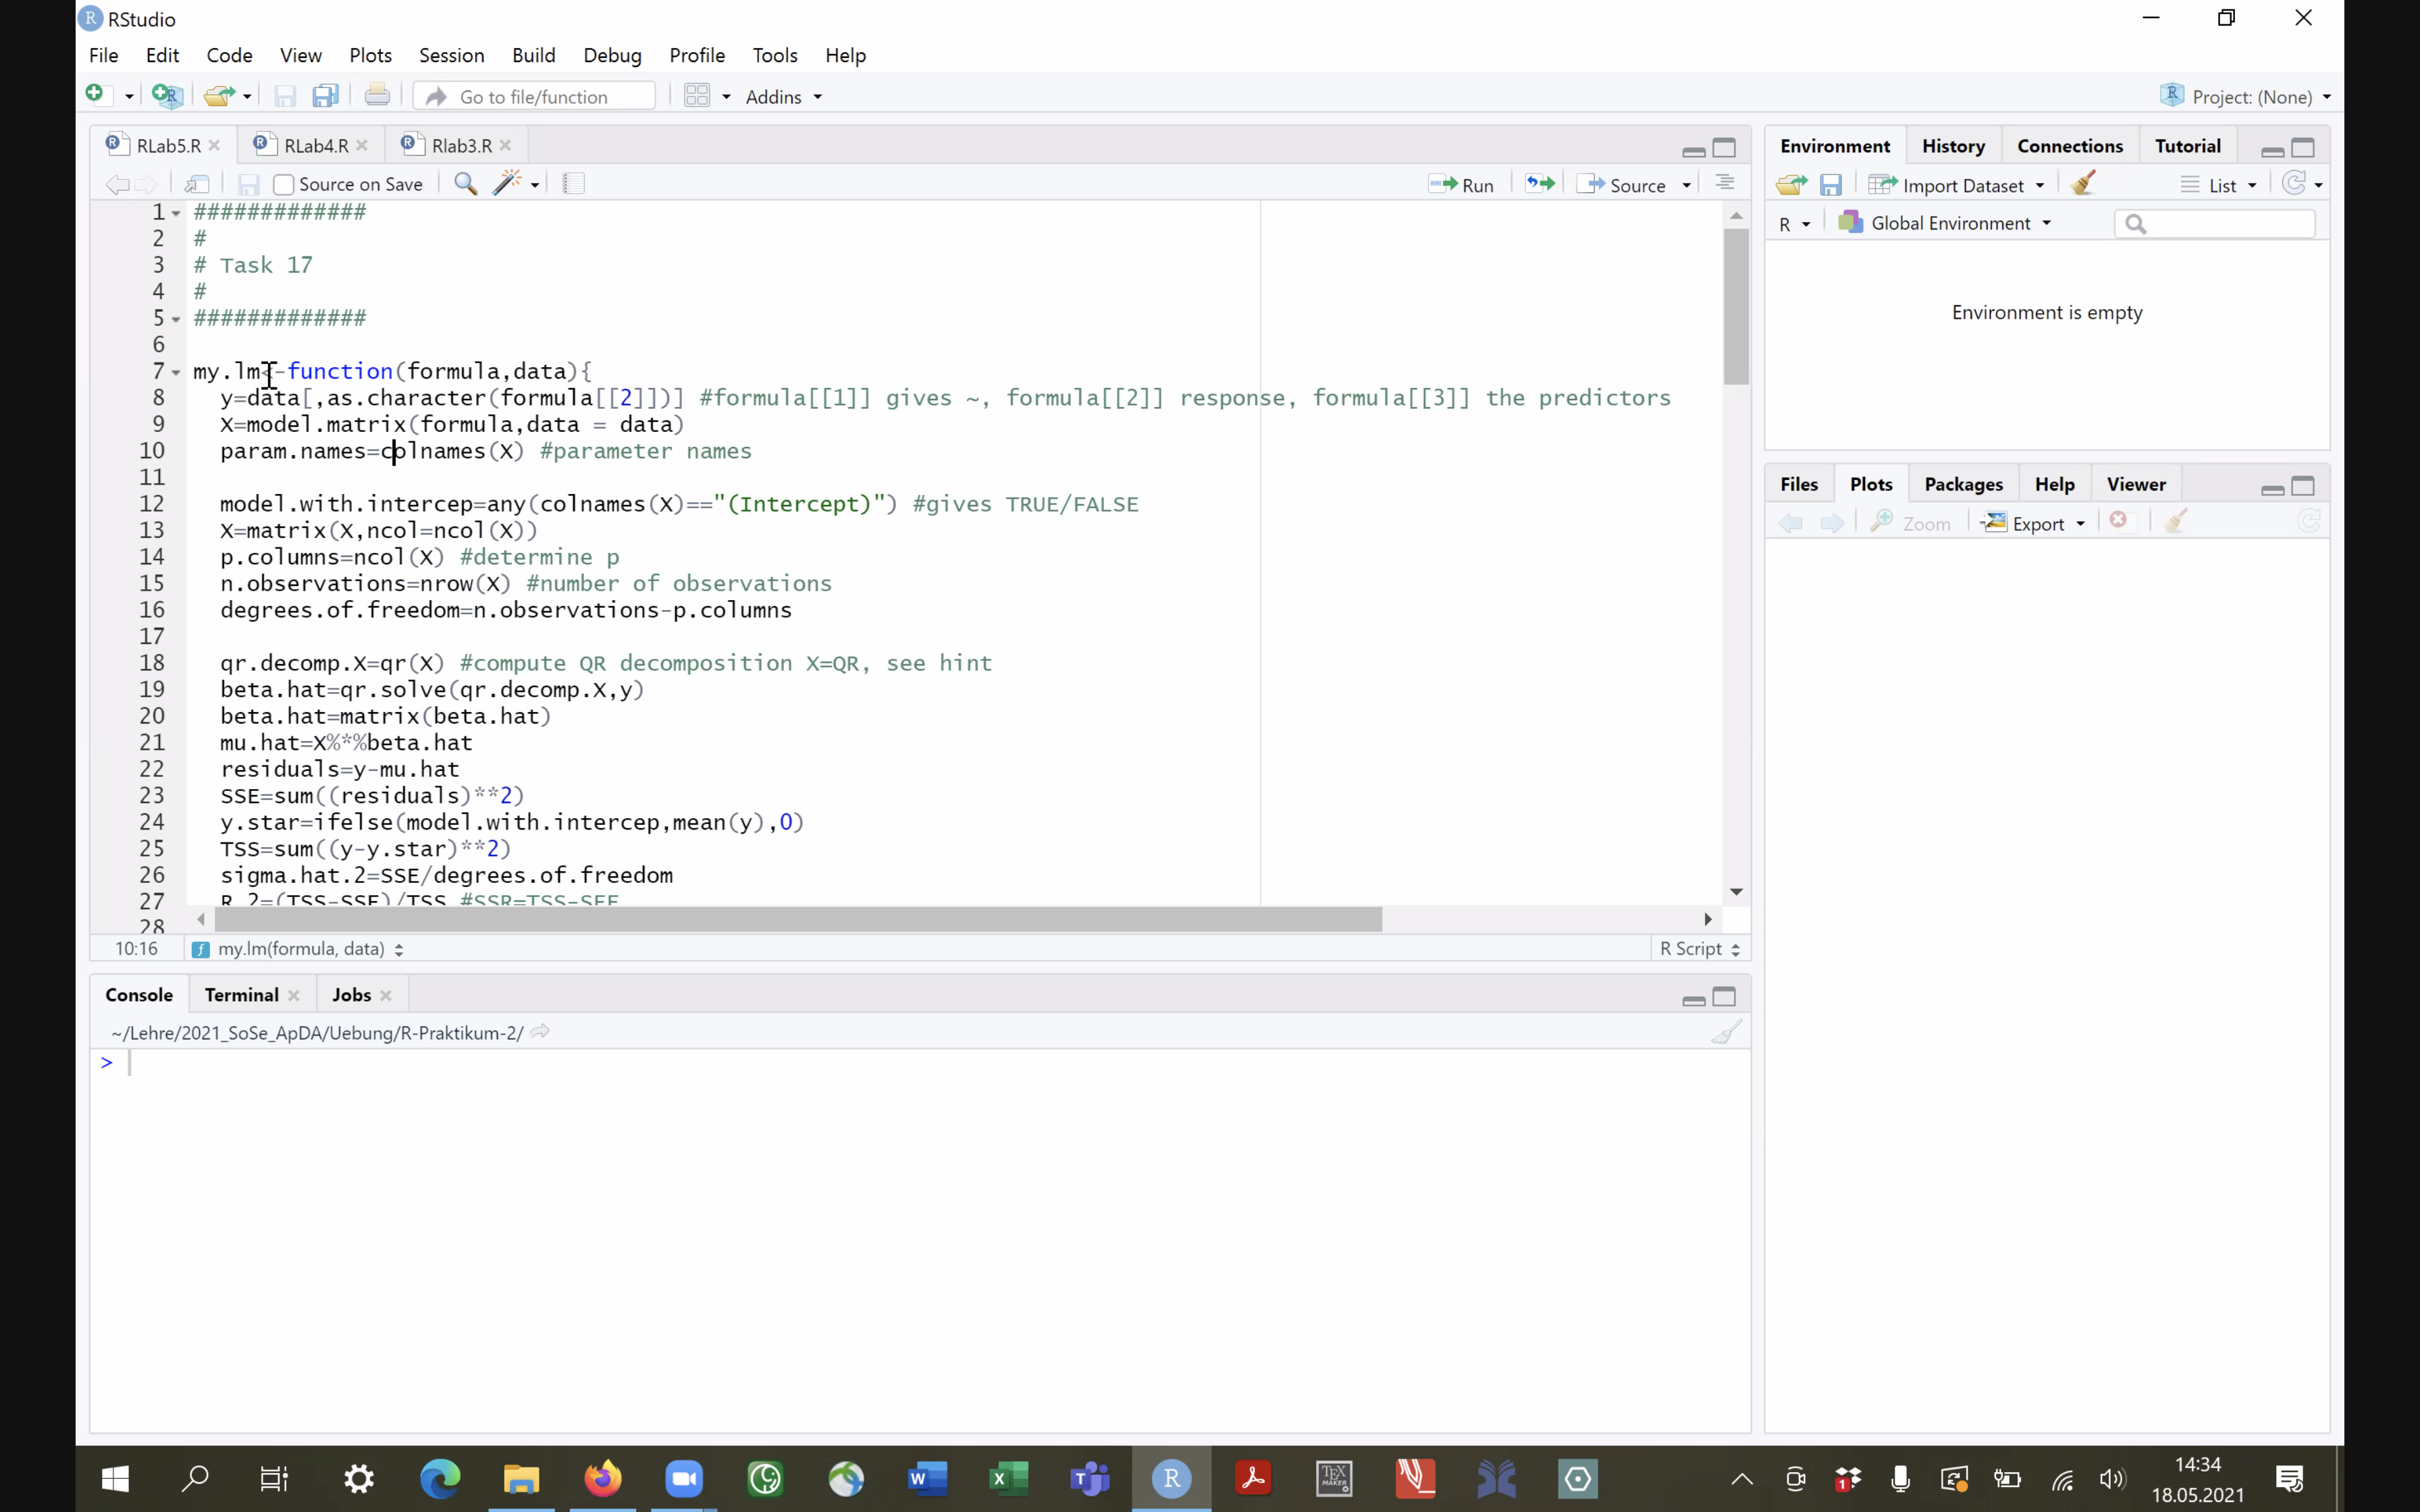 RStudio
File Edit Code View Plots Session Build Debug Profile Tools Help
Go to file/function Addins Project: (None)
RLab5.R RLab4.R Rlab3.R
Source on Save Run Source
1 #############
2 #
3 # Task 17
4 #
5 #############
6
7 my.lm<-function(formula,data){
8 y=data[,as.character(formula[[2]])] #formula[[1]] gives ~, formula[[2]] response, formula[[3]] the predictors
9 X=model.matrix(formula,data = data)
10 param.names=colnames(X) #parameter names
11
12 model.with.intercep=any(colnames(X)=="(Intercept)") #gives TRUE/FALSE
13 X=matrix(X,ncol=ncol(X))
14 p.columns=ncol(X) #determine p
15 n.observations=nrow(X) #number of observations
16 degrees.of.freedom=n.observations-p.columns
17
18 qr.decomp.X=qr(X) #compute QR decomposition X=QR, see hint
19 beta.hat=qr.solve(qr.decomp.X,y)
20 beta.hat=matrix(beta.hat)
21 mu.hat=X%*%beta.hat
22 residuals=y-mu.hat
23 SSE=sum((residuals)**2)
24 y.star=ifelse(model.with.intercep,mean(y),0)
25 TSS=sum((y-y.star)**2)
26 sigma.hat.2=SSE/degrees.of.freedom
27 R.2=(TSS-SSE)/TSS #SSR=TSS-SEE
28
10:16 my.lm(formula, data) R Script
Console Terminal Jobs
~/Lehre/2021_SoSe_ApDA/Uebung/R-Praktikum-2/
>
Environment History Connections Tutorial
Import Dataset List
R Global Environment
Environment is empty
Files Plots Packages Help Viewer
Zoom Export
14:34
18.05.2021